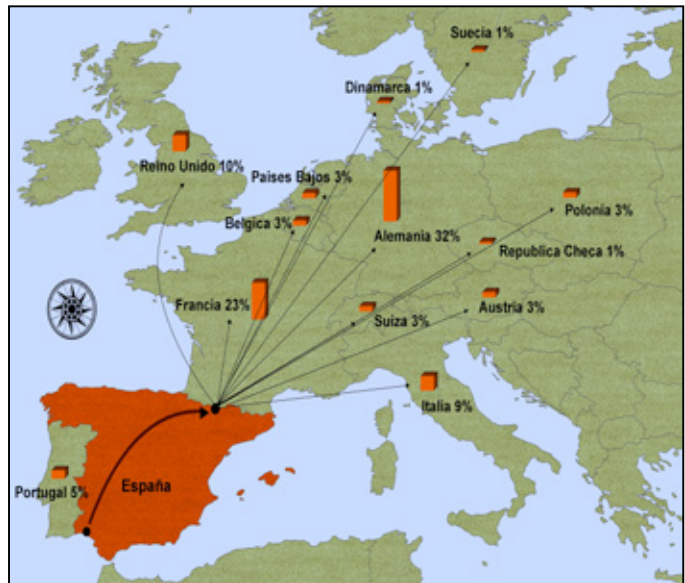 Suecia 1%
Dinamarca 1%
Reino Unido 10%
Paises Bajos 3%
Belgica 3%
Polonia 3%
Alemania 32%
Republica Checa 1%
Francia 23%
Suiza 3%
Austria 3%
Italia 9%
España
Portugal 5%